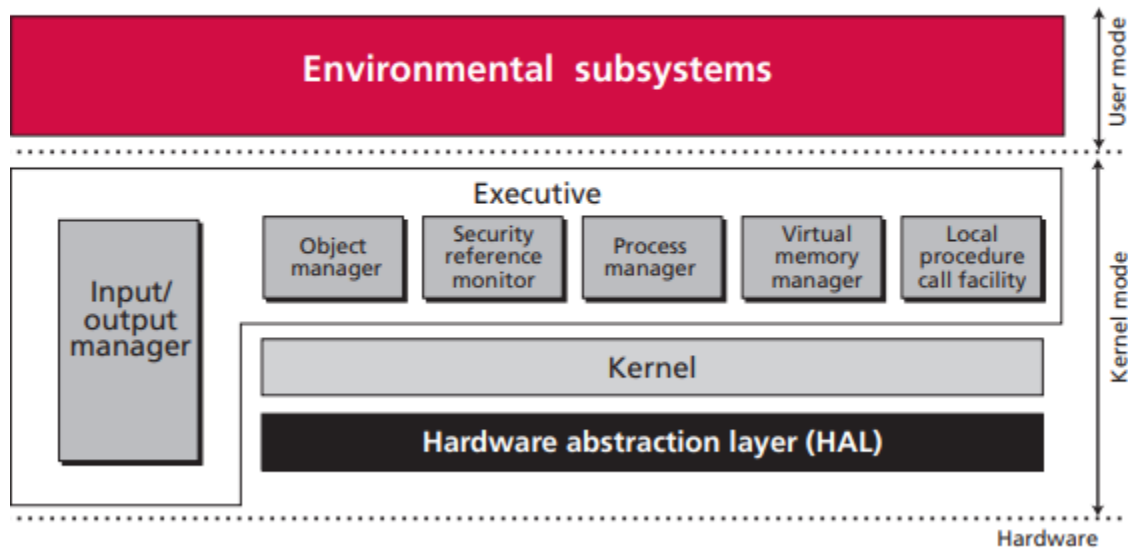 Environmental subsystems
User mode
Executive
Object
manager
Security
reference
monitor
Process
manager
Virtual
memory
manager
Local
procedure
call facility
Input/
output
manager
Kernel
Hardware abstraction layer (HAL)
Kernel mode
Hardware